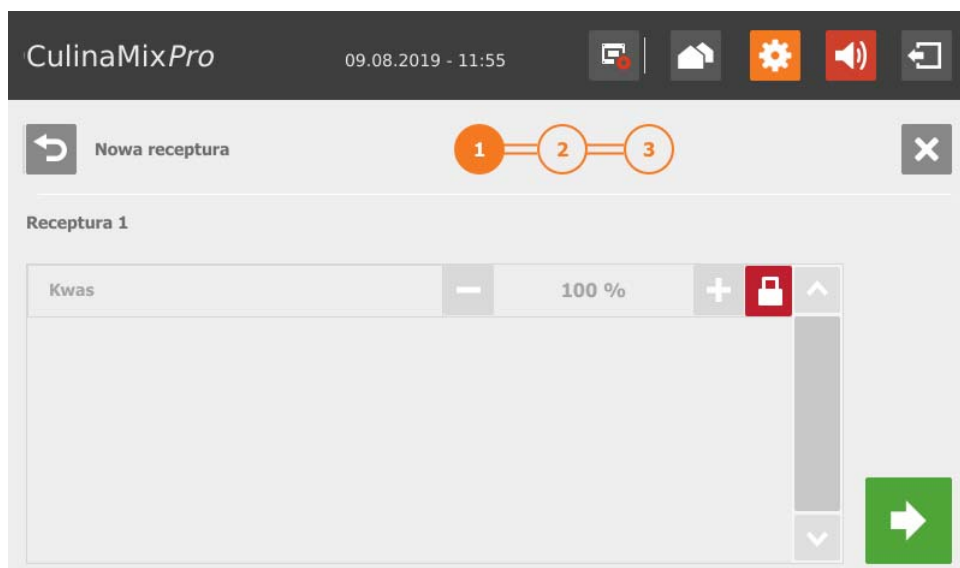 CulinaMixPro
09.08.2019 - 11:55
Nowa receptura
1
2
3
Receptura 1
Kwas
100 %